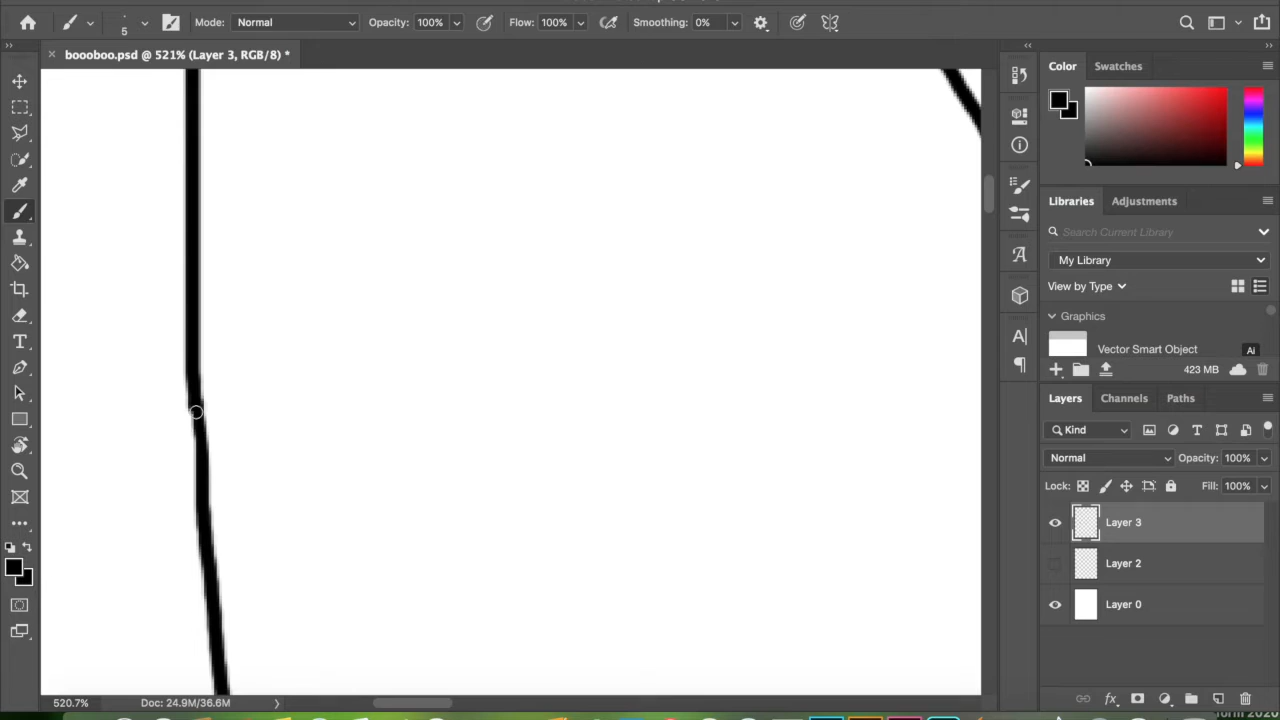 5 Mode: Normal Opacity: 100% Flow: 100% Smoothing: 0%
boooboo.psd @ 521% (Layer 3, RGB/8) *
Color Swatches
Libraries Adjustments
Search Current Library
My Library
View by Type
Graphics
Vector Smart Object Ai
423 MB
Layers Channels Paths
Kind
Normal Opacity: 100%
Lock: Fill: 100%
Layer 3
Layer 2
Layer 0
520.7% Doc: 24.9M/36.6M
fx
form 2020